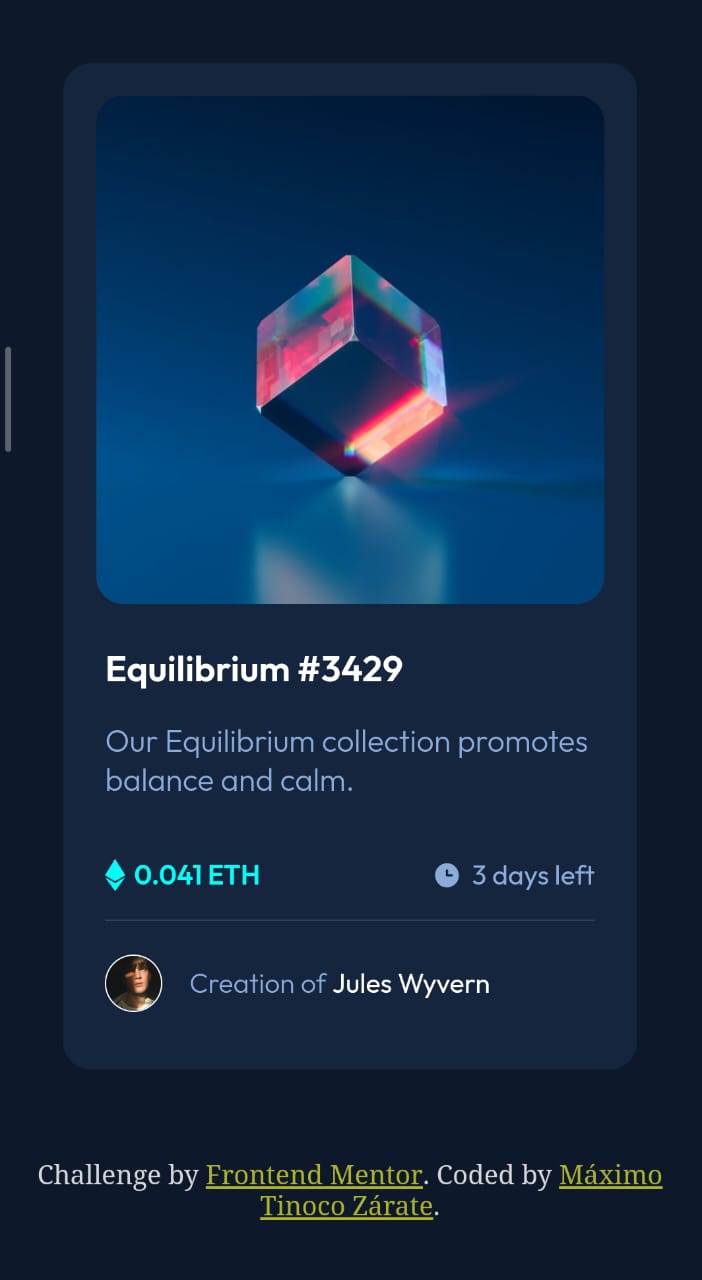 Equilibrium #3429
Our Equilibrium collection promotes
balance and calm.
0.041 ETH
3 days left
Creation of Jules Wyvern
Challenge by Frontend Mentor. Coded by Máximo
Tinoco Zárate.